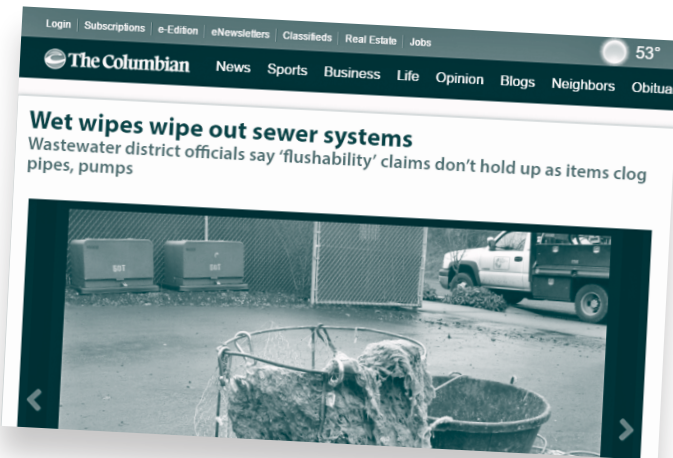 Login Subscriptions e-Edition eNewsletters Classifieds Real Estate Jobs
53°
The Columbian News Sports Business Life Opinion Blogs Neighbors Obitua
Wet wipes wipe out sewer systems
Wastewater district officials say ‘flushability’ claims don’t hold up as items clog
pipes, pumps